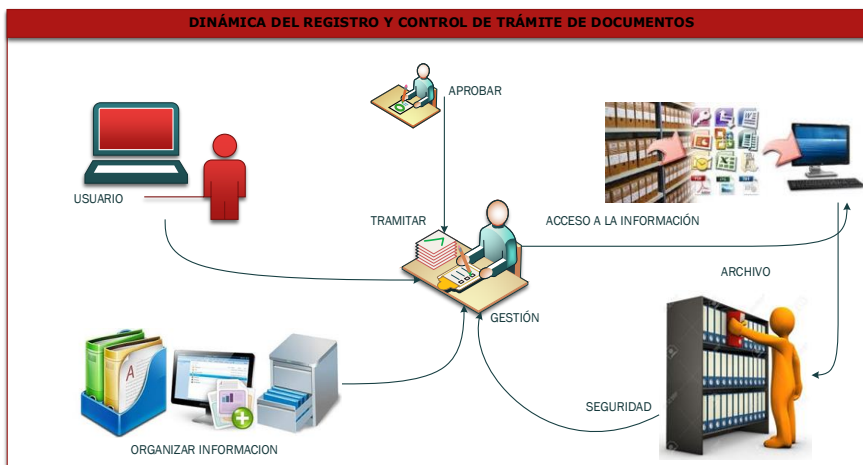 DINÁMICA DEL REGISTRO Y CONTROL DE TRÁMITE DE DOCUMENTOS
APROBAR
USUARIO
TRAMITAR
ACCESO A LA INFORMACIÓN
ARCHIVO
GESTIÓN
SEGURIDAD
ORGANIZAR INFORMACION